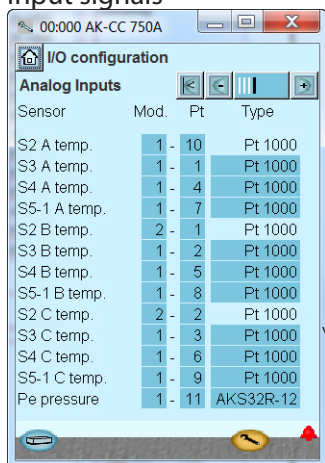 Input signals
00:000 AK-CC 750A
I/O configuration
Analog Inputs
Sensor Mod. Pt Type
S2 A temp. 1 - 10 Pt 1000
S3 A temp. 1 - 1 Pt 1000
S4 A temp. 1 - 4 Pt 1000
S5-1 A temp. 1 - 7 Pt 1000
S2 B temp. 2 - 1 Pt 1000
S3 B temp. 1 - 2 Pt 1000
S4 B temp. 1 - 5 Pt 1000
S5-1 B temp. 1 - 8 Pt 1000
S2 C temp. 2 - 2 Pt 1000
S3 C temp. 1 - 3 Pt 1000
S4 C temp. 1 - 6 Pt 1000
S5-1 C temp. 1 - 9 Pt 1000
Pe pressure 1 - 11 AKS32R-12